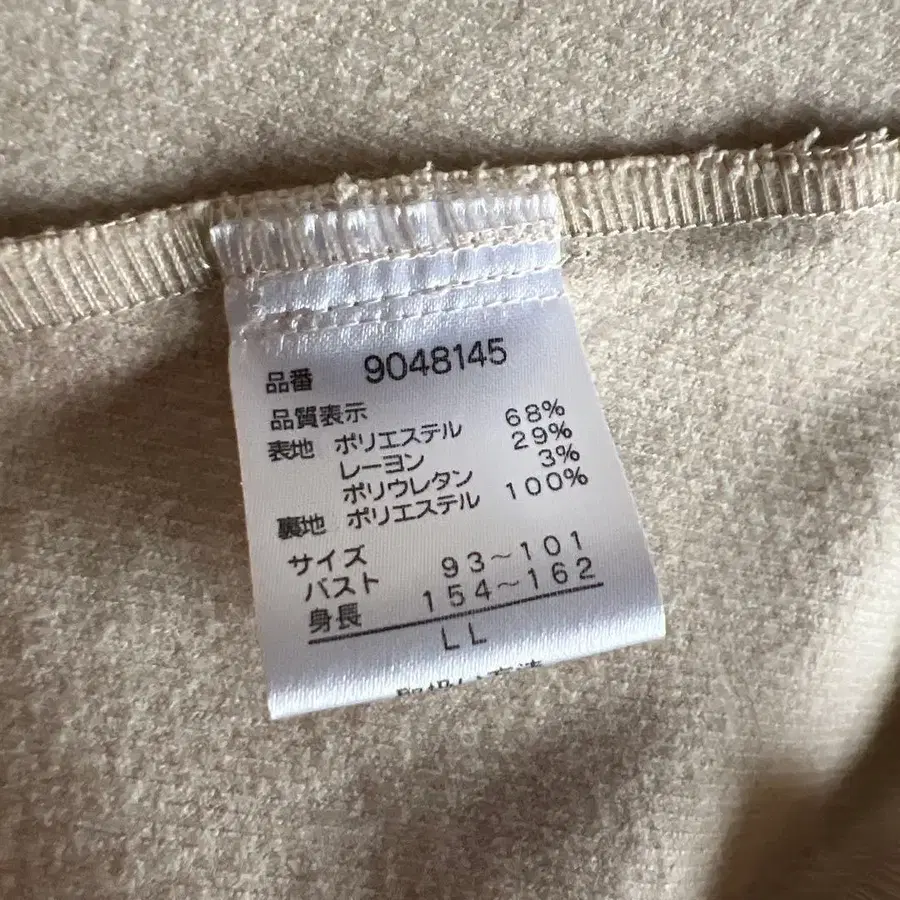 品番 9048145
品質表示
表地 ポリエステル 68%
レーヨン 29%
ポリウレタン 3%
裏地 ポリエステル 100%
サイズ
バスト 93～101
身長 154～162
LL